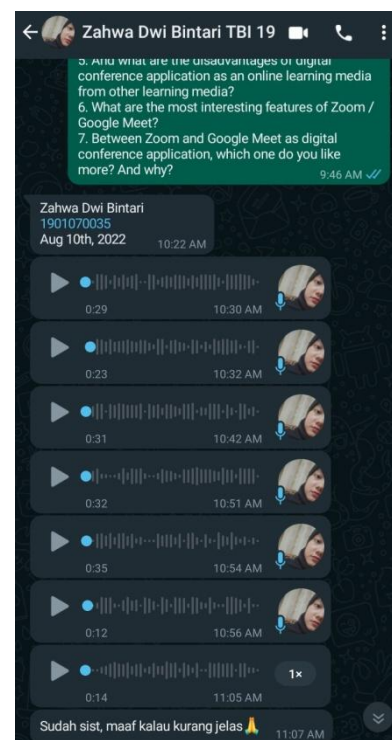 Zahwa Dwi Bintari TBI 19
5. And what are the disadvantages of digital
conference application as an online learning media
from other learning media?
6. What are the most interesting features of Zoom /
Google Meet?
7. Between Zoom and Google Meet as digital
conference application, which one do you like
more? And why?
9:46 AM
Zahwa Dwi Bintari
1901070035
Aug 10th, 2022
10:22 AM
0:29 10:30 AM
0:23 10:32 AM
0:31 10:42 AM
0:32 10:51 AM
0:35 10:54 AM
0:12 10:56 AM
1×
0:14 11:05 AM
Sudah sist, maaf kalau kurang jelas🙏
11:07 AM